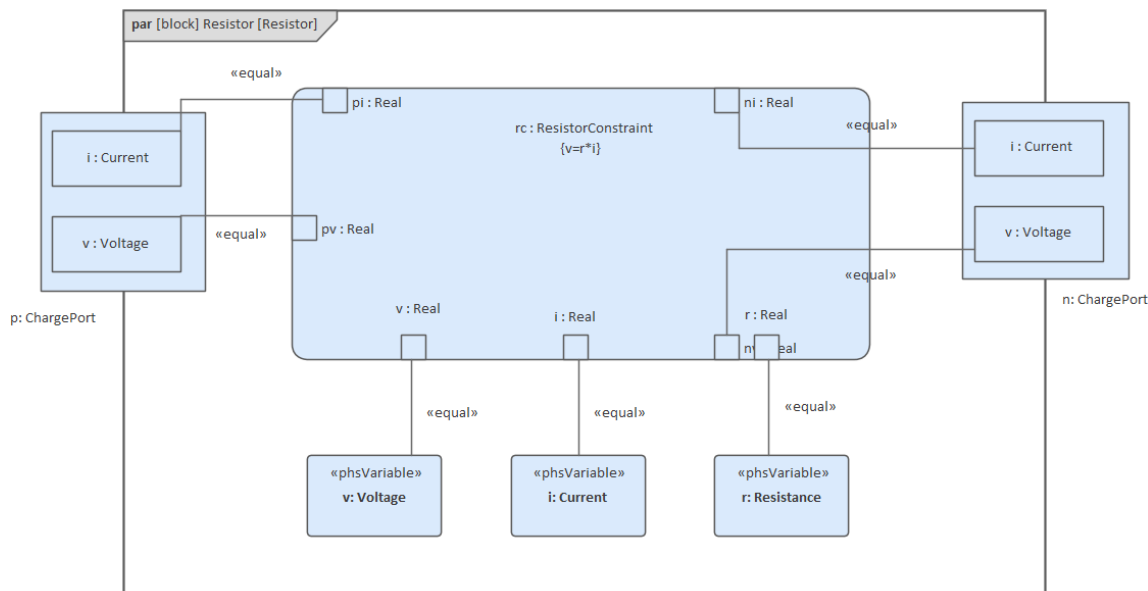 par [block] Resistor [Resistor]
«equal»
pi : Real
ni : Real
rc : ResistorConstraint
{v=r*i}
«equal»
i : Current
i : Current
v : Voltage
«equal»
pv : Real
v : Voltage
«equal»
p: ChargePort
n: ChargePort
v : Real
i : Real
r : Real
«equal»
«equal»
«equal»
«phsVariable»
v: Voltage
«phsVariable»
i: Current
«phsVariable»
r: Resistance